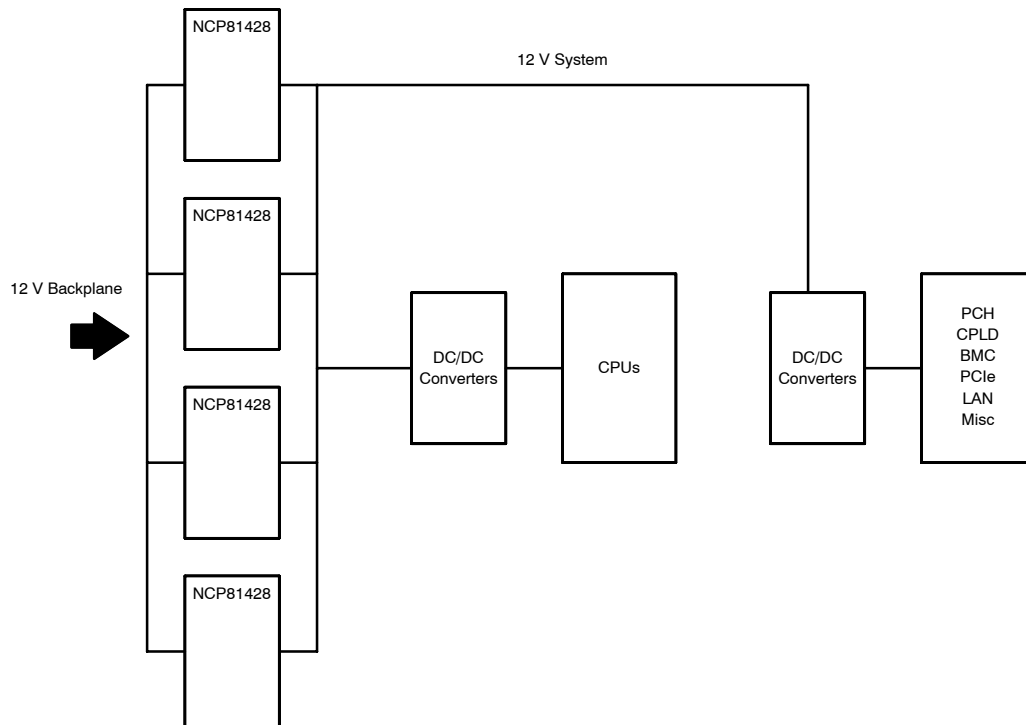 NCP81428
12 V System
NCP81428
12 V Backplane
DC/DC
Converters
CPUs
DC/DC
Converters
PCH
CPLD
BMC
PCIe
LAN
Misc
NCP81428
NCP81428